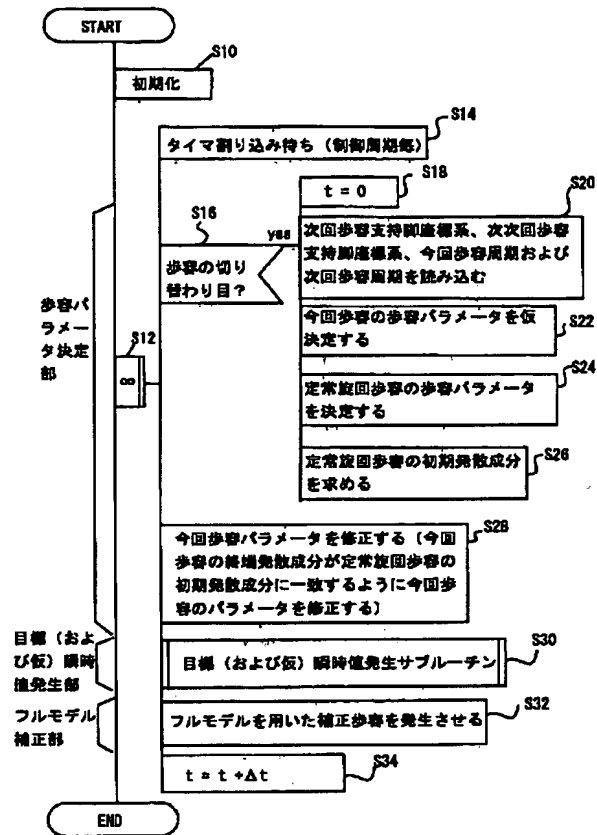 START
S10
初期化
S14
タイマ割り込み待ち（制御周期毎）
S18
t = 0
S16
yes
歩容の切り
替わり目？
S20
次回歩容支持脚座標系、次次回歩容
支持脚座標系、今回歩容周期および
次回歩容周期を読み込む
S22
今回歩容の歩容パラメータを仮
決定する
S24
定常旋回歩容の歩容パラメータ
を決定する
S26
定常旋回歩容の初期発散成分
を求める
歩容パ
ラメー
タ決定
部
S12
∞
S28
今回歩容パラメータを修正する（今回
歩容の終端発散成分が定常旋回歩容の
初期発散成分に一致するように今回歩
容のパラメータを修正する）
目標（およ
び仮）瞬時
値発生部
S30
目標（および仮）瞬時値発生サブルーチン
フルモデル
補正部
S32
フルモデルを用いた補正歩容を発生させる
S34
t = t +Δt
END